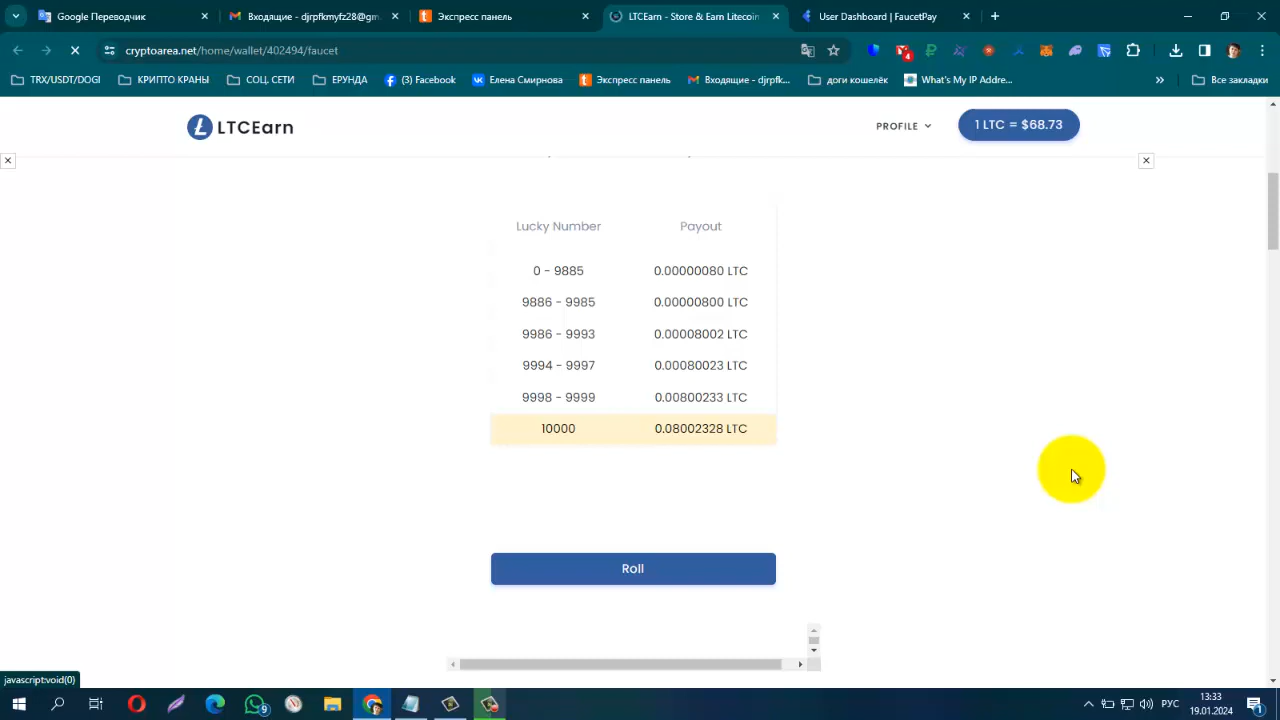 Google Переводчик
Входящие - djrpfkmyfz28@gm
Экспресс панель
LTCEarn - Store & Earn Litecoin
User Dashboard | FaucetPay
cryptoarea.net/home/wallet/402494/faucet
4
TRX/USDT/DOGI
КРИПТО КРАНЫ
СОЦ. СЕТИ
ЕРУНДА
(3) Facebook
Елена Смирнова
Экспресс панель
Входящие - djrpfk...
доги кошелёк
What's My IP Addre...
Все закладки
LTCEarn
PROFILE
1 LTC = $68.73
Lucky Number Payout
0 - 9885 0.00000080 LTC
9886 - 9985 0.00000800 LTC
9986 - 9993 0.00008002 LTC
9994 - 9997 0.00080023 LTC
9998 - 9999 0.00800233 LTC
10000 0.08002328 LTC
Roll
javascript:void(0)
9
РУС
13:33
19.01.2024